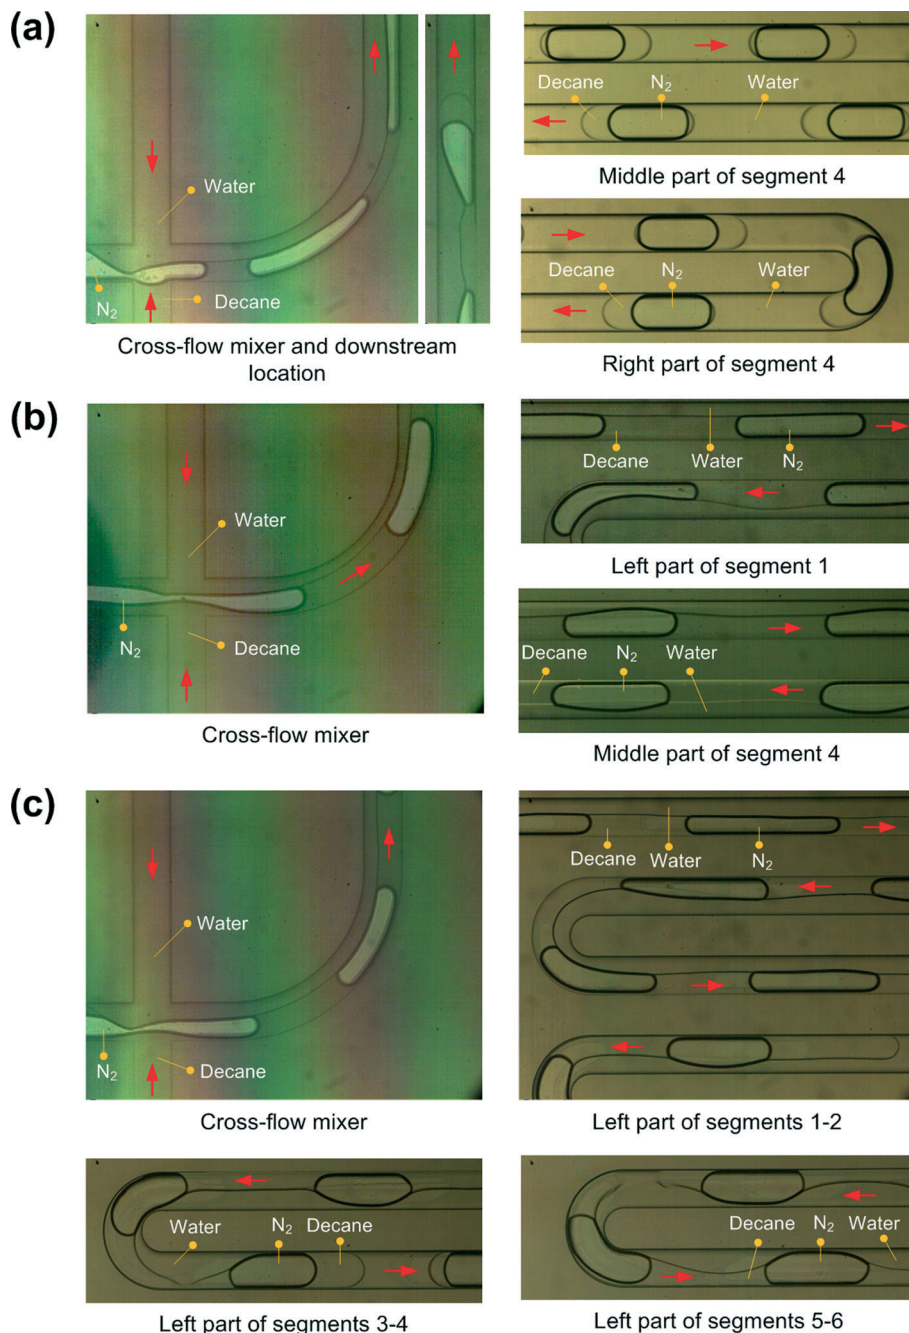 (a)
Water
N2
Decane
Cross-flow mixer and downstream
location
Decane
N2
Water
Middle part of segment 4
Decane
N2
Water
Right part of segment 4
(b)
Water
N2
Decane
Cross-flow mixer
Decane
Water
N2
Left part of segment 1
Decane
N2
Water
Middle part of segment 4
(c)
Water
N2
Decane
Cross-flow mixer
Decane
Water
N2
Left part of segments 1-2
Water
N2
Decane
Left part of segments 3-4
Decane
N2
Water
Left part of segments 5-6